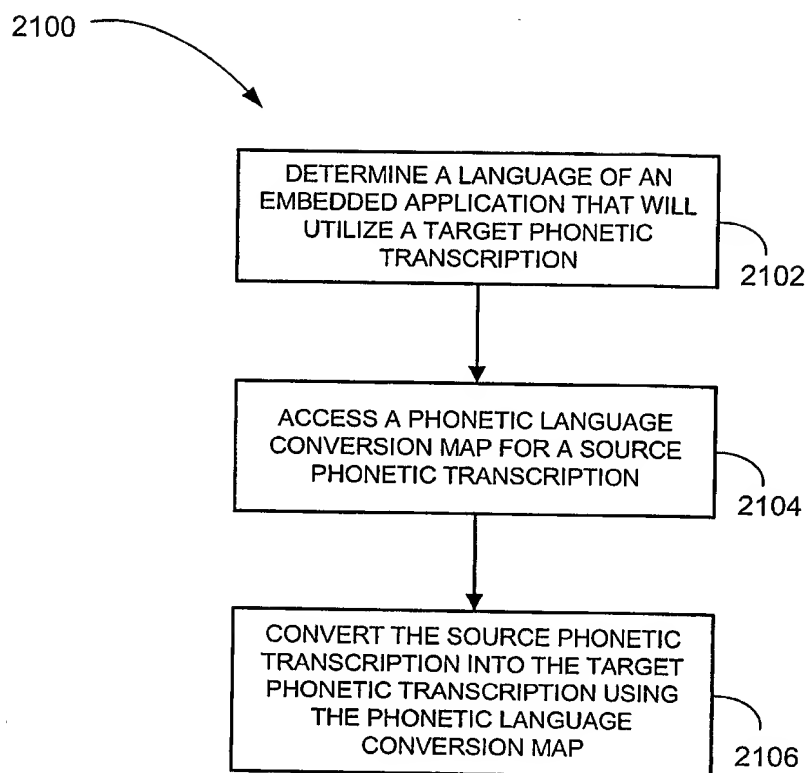 2100
DETERMINE A LANGUAGE OF AN
EMBEDDED APPLICATION THAT WILL
UTILIZE A TARGET PHONETIC
TRANSCRIPTION
2102
ACCESS A PHONETIC LANGUAGE
CONVERSION MAP FOR A SOURCE
PHONETIC TRANSCRIPTION
2104
CONVERT THE SOURCE PHONETIC
TRANSCRIPTION INTO THE TARGET
PHONETIC TRANSCRIPTION USING
THE PHONETIC LANGUAGE
CONVERSION MAP
2106